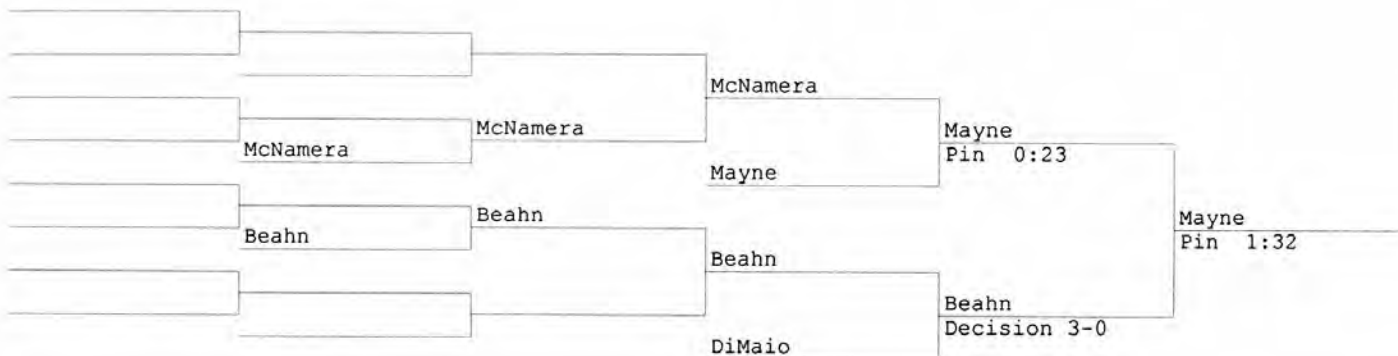 McNamera
McNamera
McNamera
Mayne
Pin 0:23
Mayne
Beahn
Beahn
Beahn
Mayne
Pin 1:32
Beahn
Decision 3-0
DiMaio